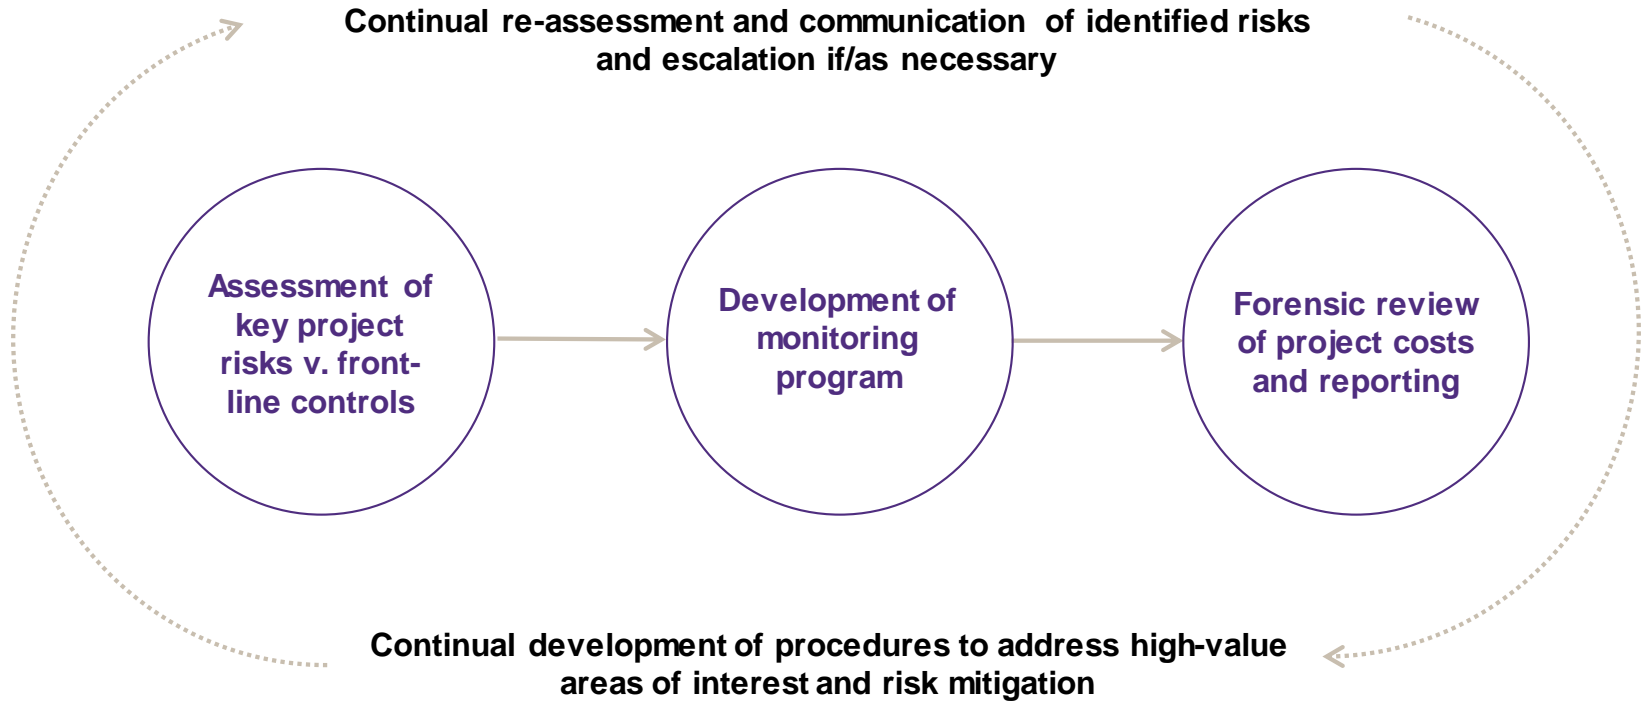 Continual re-assessment and communication of identified risks
and escalation if/as necessary
Assessment of
key project
risks v. front-
line controls
Development of
monitoring
program
Forensic review
of project costs
and reporting
Continual development of procedures to address high-value
areas of interest and risk mitigation